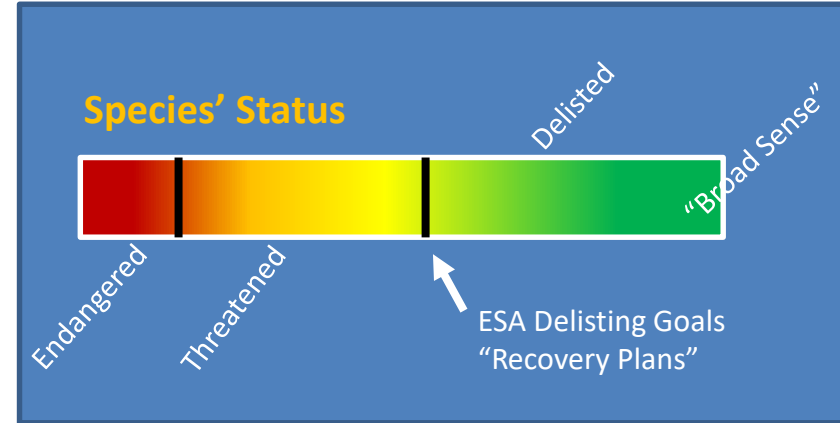 Species’ Status
Delisted
“Broad Sense”
Endangered
Threatened
ESA Delisting Goals
“Recovery Plans”